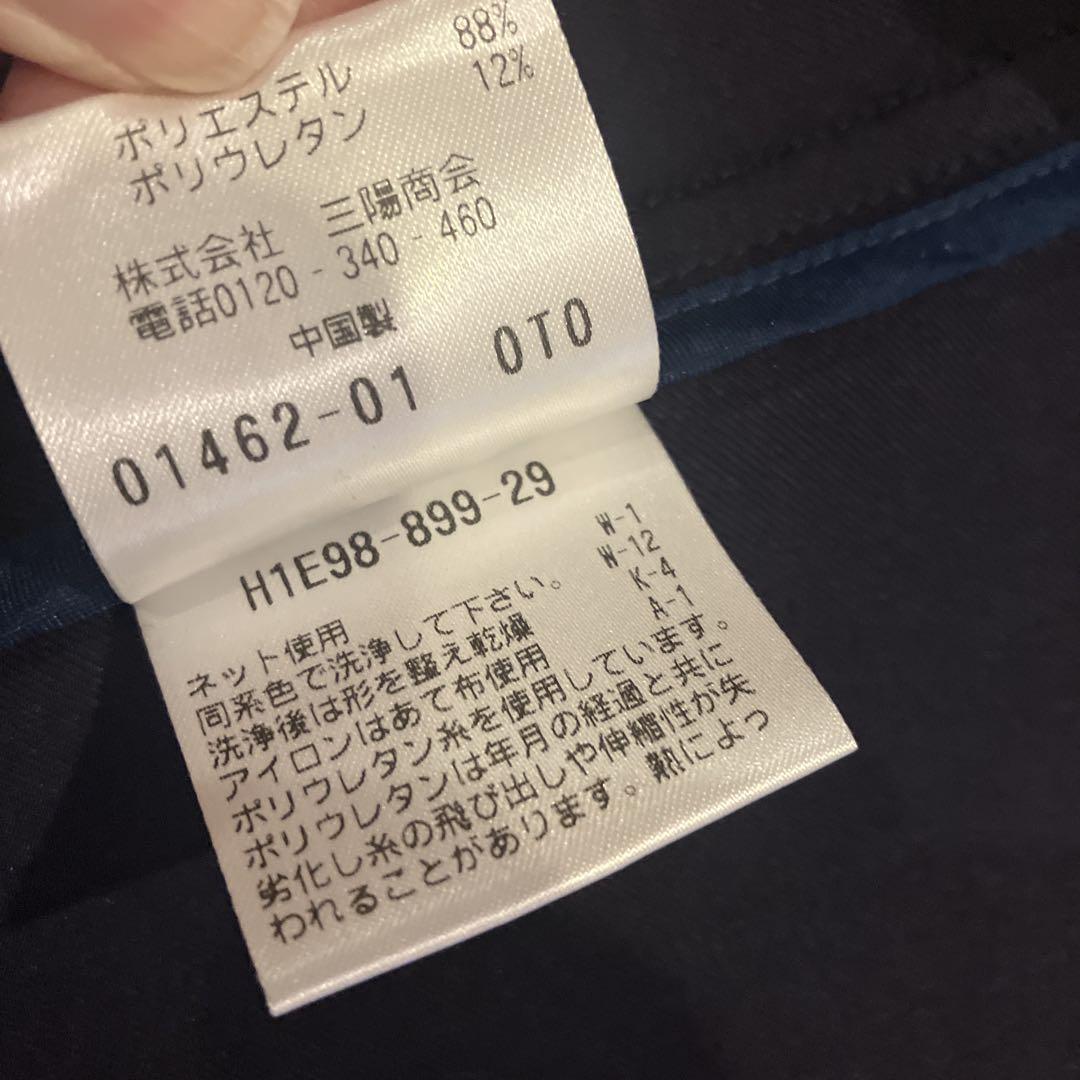 ポリエステル 88%
ポリウレタン 12%
株式会社 三陽商会
電話0120-340-460
中国製
01462-01 0T0
H1E98-899-29
W-1
W-12
K-4
A-1
ネット使用
同系色で洗浄して下さい。
洗浄後は形を整え乾燥
アイロンはあて布使用
ポリウレタン糸を使用しています。
ポリウレタンは年月の経過と共に
劣化し糸の飛び出しや伸縮性が失
われることがあります。熱によっ